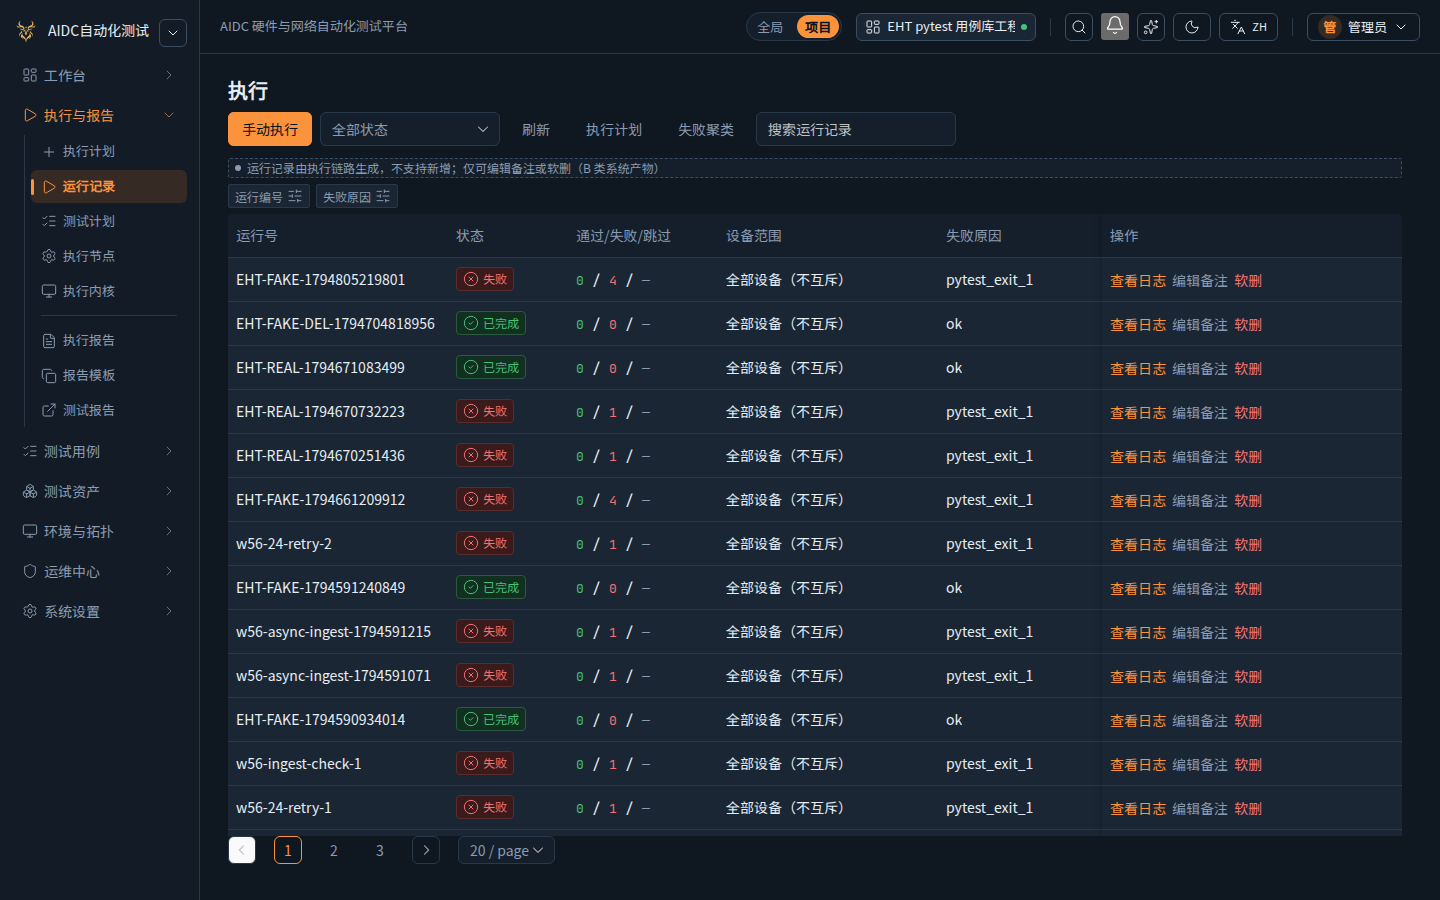 AIDC自动化测试
AIDC 硬件与网络自动化测试平台
全局 项目
EHT pytest 用例库工程
ZH
管 管理员
工作台
执行与报告
执行计划
运行记录
测试计划
执行节点
执行内核
执行报告
报告模板
测试报告
测试用例
测试资产
环境与拓扑
运维中心
系统设置
执行
手动执行 全部状态 刷新 执行计划 失败聚类 搜索运行记录
运行记录由执行链路生成，不支持新增；仅可编辑备注或软删（B 类系统产物）
运行编号 失败原因
运行号 状态 通过/失败/跳过 设备范围 失败原因 操作
EHT-FAKE-1794805219801 失败 0 / 4 / — 全部设备（不互斥） pytest_exit_1 查看日志 编辑备注 软删
EHT-FAKE-DEL-1794704818956 已完成 0 / 0 / — 全部设备（不互斥） ok 查看日志 编辑备注 软删
EHT-REAL-1794671083499 已完成 0 / 0 / — 全部设备（不互斥） ok 查看日志 编辑备注 软删
EHT-REAL-1794670732223 失败 0 / 1 / — 全部设备（不互斥） pytest_exit_1 查看日志 编辑备注 软删
EHT-REAL-1794670251436 失败 0 / 1 / — 全部设备（不互斥） pytest_exit_1 查看日志 编辑备注 软删
EHT-FAKE-1794661209912 失败 0 / 4 / — 全部设备（不互斥） pytest_exit_1 查看日志 编辑备注 软删
w56-24-retry-2 失败 0 / 1 / — 全部设备（不互斥） pytest_exit_1 查看日志 编辑备注 软删
EHT-FAKE-1794591240849 已完成 0 / 0 / — 全部设备（不互斥） ok 查看日志 编辑备注 软删
w56-async-ingest-1794591215 失败 0 / 1 / — 全部设备（不互斥） pytest_exit_1 查看日志 编辑备注 软删
w56-async-ingest-1794591071 失败 0 / 1 / — 全部设备（不互斥） pytest_exit_1 查看日志 编辑备注 软删
EHT-FAKE-1794590934014 已完成 0 / 0 / — 全部设备（不互斥） ok 查看日志 编辑备注 软删
w56-ingest-check-1 失败 0 / 1 / — 全部设备（不互斥） pytest_exit_1 查看日志 编辑备注 软删
w56-24-retry-1 失败 0 / 1 / — 全部设备（不互斥） pytest_exit_1 查看日志 编辑备注 软删
1 2 3 20 / page